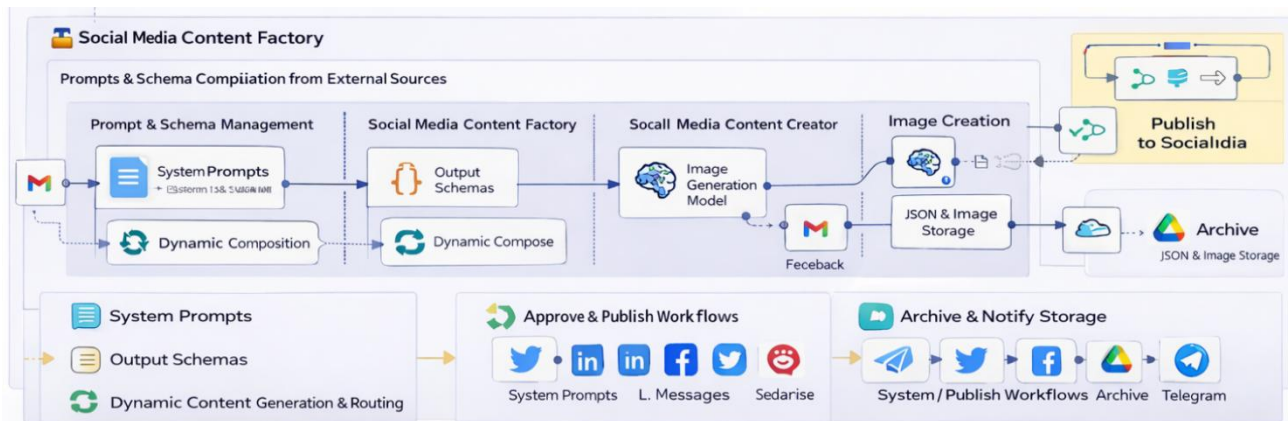 Social Media Content Factory
Prompts & Schema Compiiation from External Sources
Prompt & Schema Management
Social Media Content Factory
Socall Media Content Creator
Image Creation
System Prompts
Output
Schemas
Image
Generation
Model
Publish
to Socialıdia
Dynamic Composition
Dynamic Compose
Feceback
JSON & Image
Storage
Archive
JSON & Image Storage
System Prompts
Output Schemas
Dynamic Content Generation & Routing
Approve & Publish Workflows
System Prompts
L. Messages
Sedarise
Archive & Notify Storage
System / Publish Workflows
Archive
Telegram